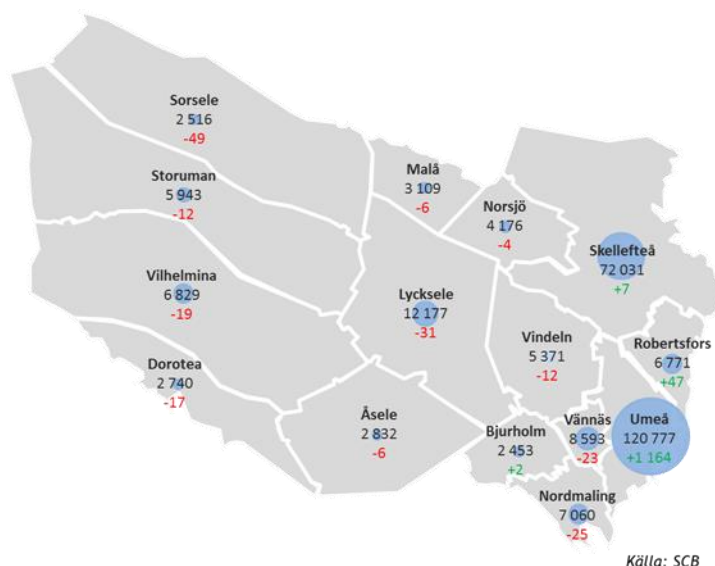 Sorsele
2 516
-49
Storuman
5 943
-12
Malå
3 109
-6
Norsjö
4 176
-4
Skellefteå
72 031
+7
Vilhelmina
6 829
-19
Lycksele
12 177
-31
Vindeln
5 371
-12
Robertsfors
6 771
+47
Dorotea
2 740
-17
Åsele
2 832
-6
Bjurholm
2 453
+2
Vännäs
8 593
-23
Umeå
120 777
+1 164
Nordmaling
7 060
-25
Källa: SCB